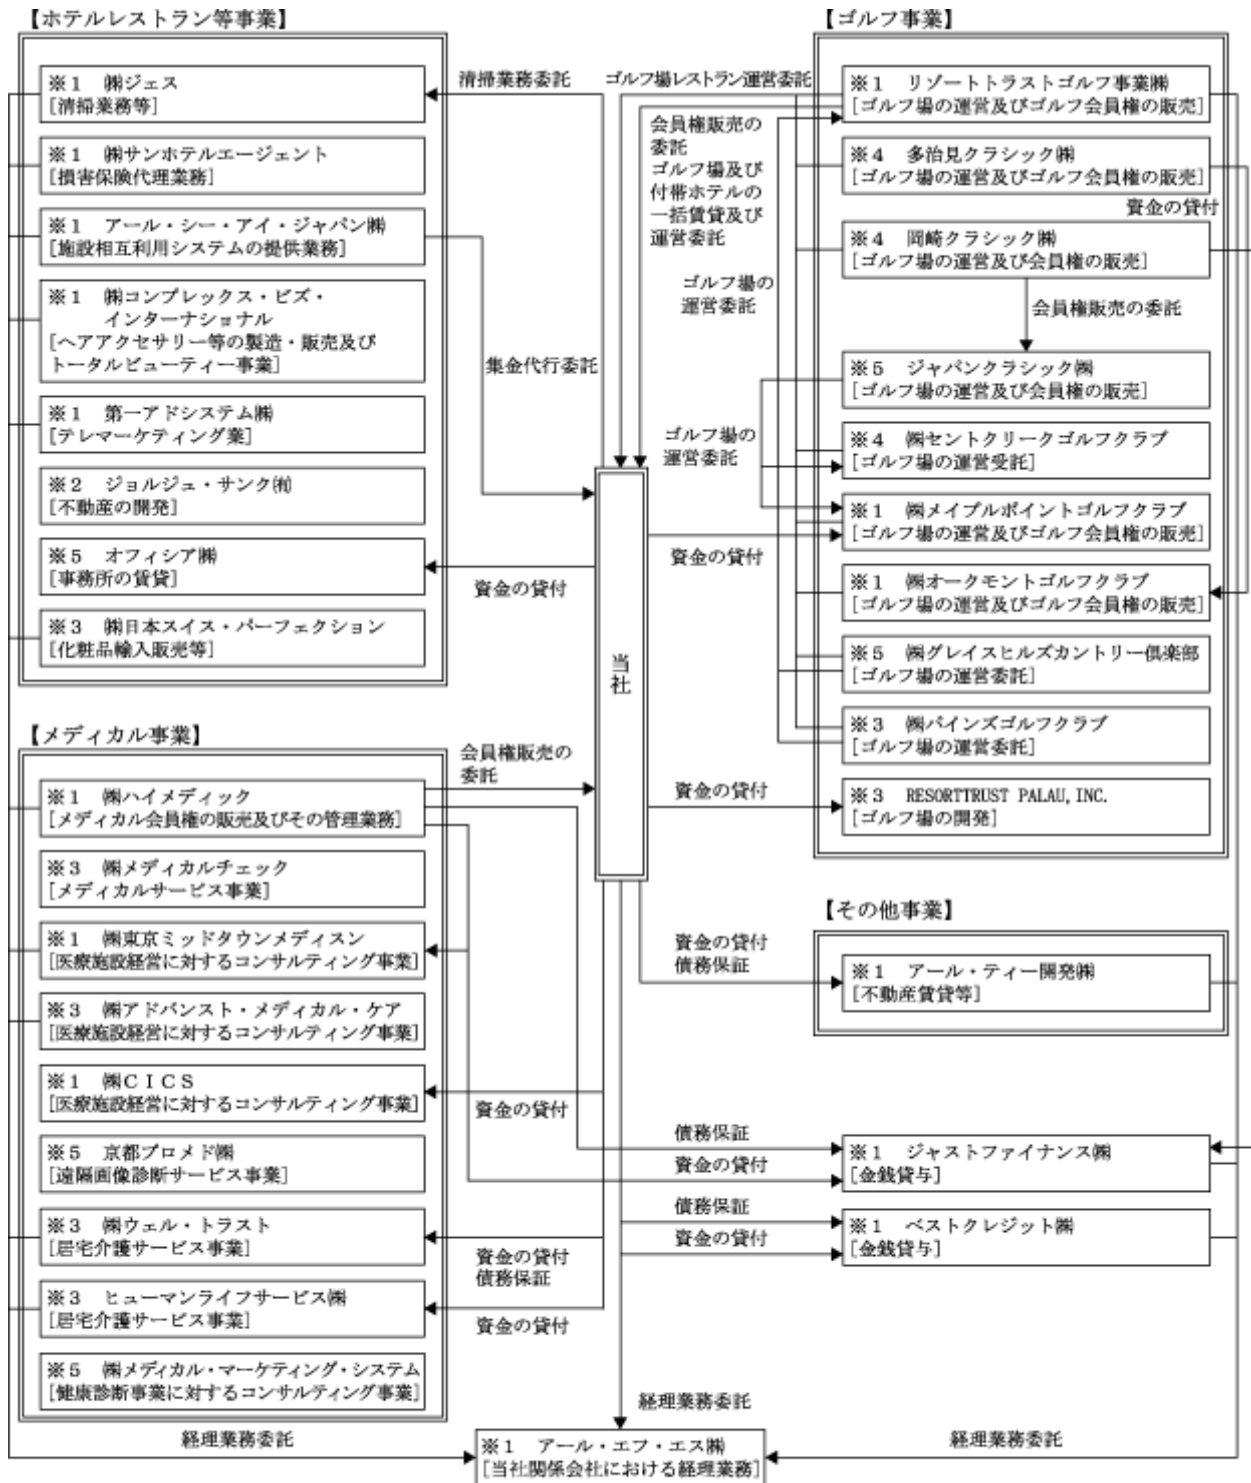 【ホテルレストラン等事業】
※1　㈱ジェス
[清掃業務等]
※1　㈱サンホテルエージェント
[損害保険代理業務]
※1　アール・シー・アイ・ジャパン㈱
[施設相互利用システムの提供業務]
※1　㈱コンプレックス・ビズ・
インターナショナル
[ヘアアクセサリー等の製造・販売及び
トータルビューティー事業]
※1　第一アドシステム㈱
[テレマーケティング業]
※2　ジョルジュ・サンク㈲
[不動産の開発]
※5　オフィシア㈱
[事務所の賃貸]
※3　㈱日本スイス・パーフェクション
[化粧品輸入販売等]
【メディカル事業】
※1　㈱ハイメディック
[メディカル会員権の販売及びその管理業務]
※3　㈱メディカルチェック
[メディカルサービス事業]
※1　㈱東京ミッドタウンメディスン
[医療施設経営に対するコンサルティング事業]
※3　㈱アドバンスト・メディカル・ケア
[医療施設経営に対するコンサルティング事業]
※1　㈱CICS
[医療施設経営に対するコンサルティング事業]
※5　京都プロメド㈱
[遠隔画像診断サービス事業]
※3　㈱ウェル・トラスト
[居宅介護サービス事業]
※3　ヒューマンライフサービス㈱
[居宅介護サービス事業]
※5　㈱メディカル・マーケティング・システム
[健康診断事業に対するコンサルティング事業]
経理業務委託
清掃業務委託
集金代行委託
資金の貸付
会員権販売の
委託
資金の貸付
資金の貸付
債務保証
資金の貸付
当社
ゴルフ場レストラン運営委託
会員権販売の
委託
ゴルフ場及び
付帯ホテルの
一括賃貸及び
運営委託
ゴルフ場の
運営委託
ゴルフ場の
運営委託
資金の貸付
資金の貸付
資金の貸付
債務保証
債務保証
資金の貸付
債務保証
資金の貸付
経理業務委託
【ゴルフ事業】
※1　リゾートトラストゴルフ事業㈱
[ゴルフ場の運営及びゴルフ会員権の販売]
※4　多治見クラシック㈱
[ゴルフ場の運営及びゴルフ会員権の販売]
資金の貸付
※4　岡崎クラシック㈱
[ゴルフ場の運営及び会員権の販売]
会員権販売の委託
※5　ジャパンクラシック㈱
[ゴルフ場の運営及び会員権の販売]
※4　㈱セントクリークゴルフクラブ
[ゴルフ場の運営受託]
※1　㈱メイプルポイントゴルフクラブ
[ゴルフ場の運営及びゴルフ会員権の販売]
※1　㈱オークモントゴルフクラブ
[ゴルフ場の運営及びゴルフ会員権の販売]
※5　㈱グレイスヒルズカントリー倶楽部
[ゴルフ場の運営委託]
※3　㈱パインズゴルフクラブ
[ゴルフ場の運営委託]
※3　RESORTTRUST PALAU, INC.
[ゴルフ場の開発]
【その他事業】
※1　アール・ティー開発㈱
[不動産賃貸等]
※1　ジャストファイナンス㈱
[金銭貸与]
※1　ベストクレジット㈱
[金銭貸与]
経理業務委託
※1　アール・エフ・エス㈱
[当社関係会社における経理業務]